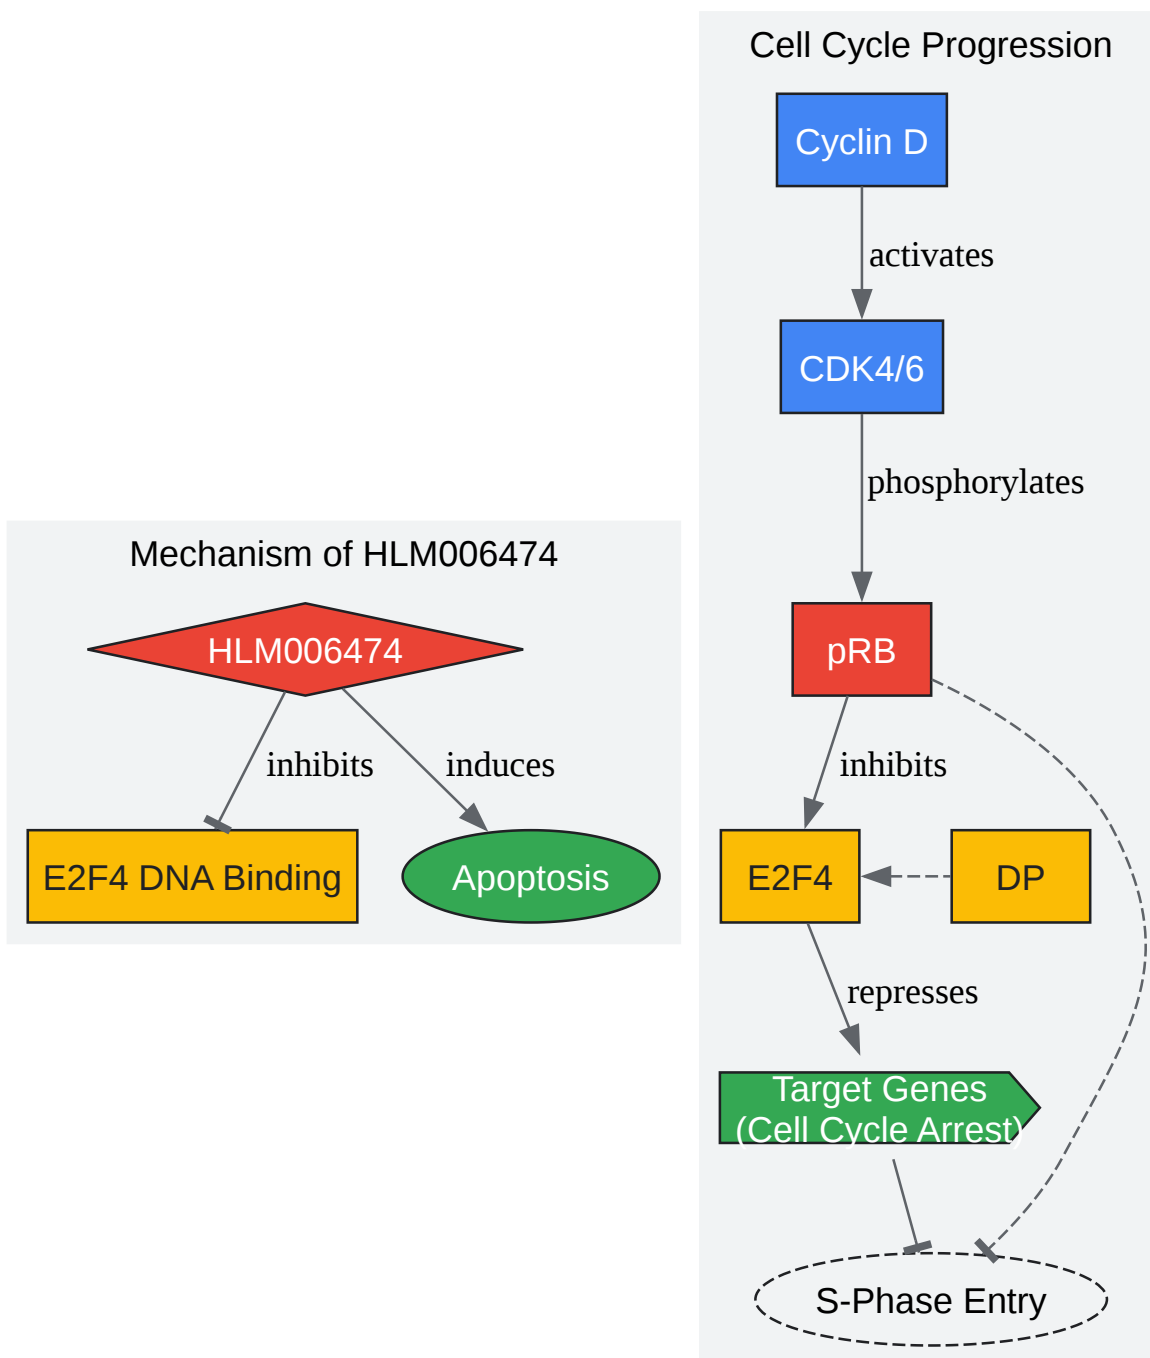 Cell Cycle Progression
Cyclin D
activates
CDK4/6
phosphorylates
Mechanism of HLM006474
HLM006474
pRB
inhibits
induces
inhibits
E2F4 DNA Binding
Apoptosis
E2F4
DP
represses
Target Genes
(Cell Cycle Arrest)
S-Phase Entry